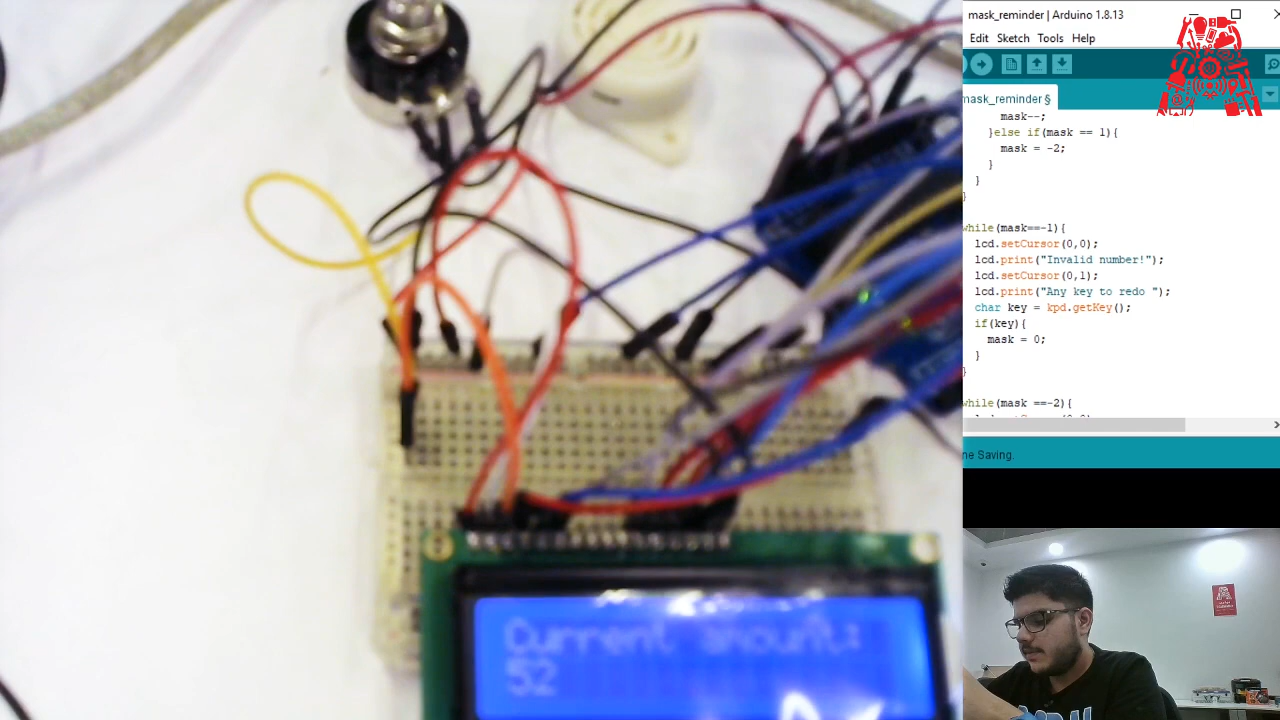 mask_reminder | Arduino 1.8.13
Edit Sketch Tools Help
mask_reminder §
mask--;
}else if(mask == 1){
mask = -2;
}
}
}
while(mask==-1){
lcd.setCursor(0,0);
lcd.print("Invalid number!");
lcd.setCursor(0,1);
lcd.print("Any key to redo ");
char key = kpd.getKey();
if(key){
mask = 0;
}
}
while(mask ==-2){
ne Saving.
Current amount:
52